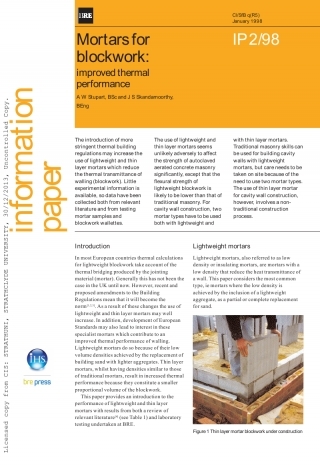 BRE
CI/SfB q(R5)
January 1998
Mortars for
blockwork:
improved thermal
performance
A W Stupart, BSc and J S Skandamoorthy,
BEng
IP 2/98
information
paper
The introduction of more
stringent thermal building
regulations may increase the
use of lightweight and thin
layer mortars which reduce
the thermal transmittance of
walling (blockwork). Little
experimental information is
available, so data have been
collected both from relevant
literature and from testing
mortar samples and
blockwork wallettes.
The use of lightweight and
thin layer mortars seems
unlikely adversely to affect
the strength of autoclaved
aerated concrete masonry
significantly, except that the
flexural strength of
lightweight blockwork is
likely to be lower than that of
traditional masonry. For
cavity wall construction, two
mortar types have to be used
both with lightweight and
with thin layer mortars.
Traditional masonry skills can
be used for building cavity
walls with lightweight
mortars, but care needs to be
taken on site because of the
need to use two mortar types.
The use of thin layer mortar
for cavity wall construction,
however, involves a non-
traditional construction
process.
Introduction
In most European countries thermal calculations
for lightweight blockwork take account of the
thermal bridging produced by the jointing
material (mortar). Generally this has not been the
case in the UK until now. However, recent and
proposed amendments to the Building
Regulations mean that it will become the
norm. As a result of these changes the use of
lightweight and thin layer mortars may well
increase. In addition, development of European
Standards may also lead to interest in these
specialist mortars which contribute to an
improved thermal performance of walling.
Lightweight mortars do so because of their low
volume densities achieved by the replacement of
building sand with lighter aggregates. Thin layer
mortars, whilst having densities similar to those
of traditional mortars, result in increased thermal
performance because they constitute a smaller
proportional volume of the blockwork.
This paper provides an introduction to the
performance of lightweight and thin layer
mortars with results from both a review of
relevant literature (see Table 1) and laboratory
testing undertaken at BRE.
Lightweight mortars
Lightweight mortars, also referred to as low
density or insulating mortars, are mortars with a
low density that reduce the heat transmittance of
a wall. This paper considers the most common
type, ie mortars where the low density is
achieved by the inclusion of a lightweight
aggregate, as a partial or complete replacement
for sand.
Figure 1 Thin layer mortar blockwork under construction
IHS
bre press
Licensed copy from CIS: STRATHUNI, STRATHCLYDE UNIVERSITY, 30/12/2013, Uncontrolled Copy.